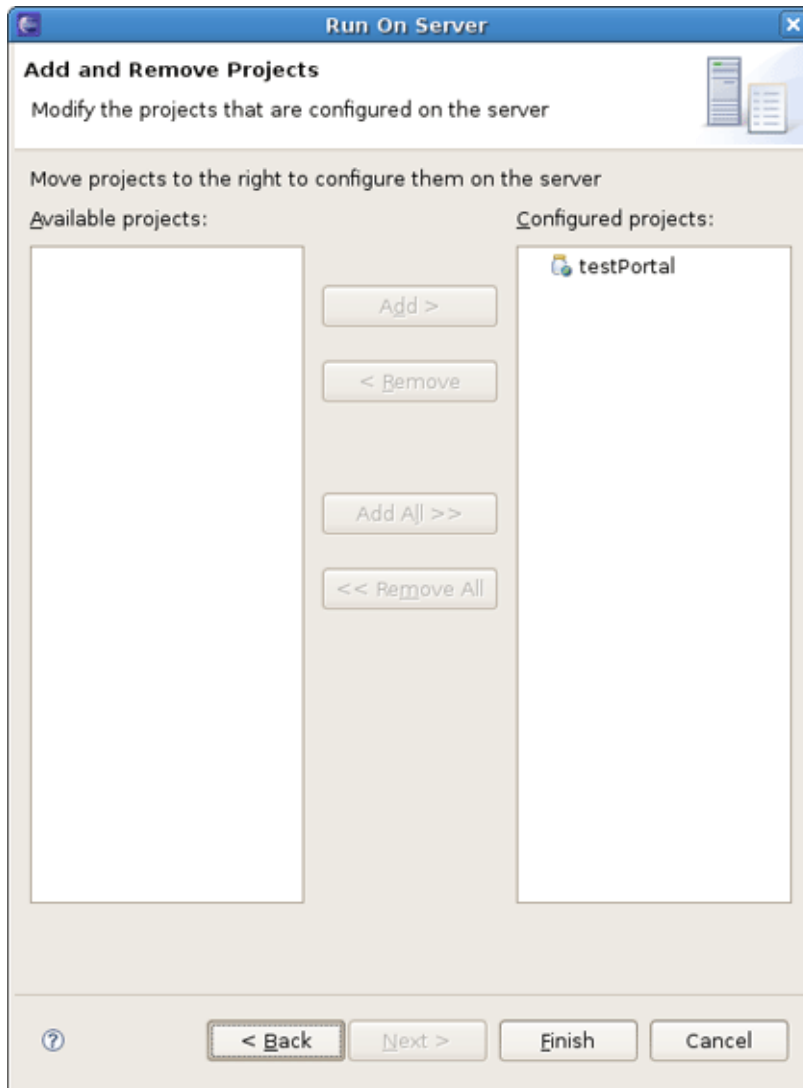 Run On Server
Add and Remove Projects
Modify the projects that are configured on the server
Move projects to the right to configure them on the server
Available projects:
Configured projects:
testPortal
Add >
< Remove
Add All >>
<< Remove All
?
< Back
Next >
Finish
Cancel